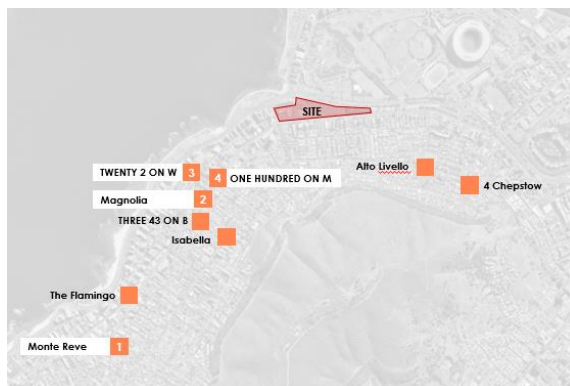 SITE
TWENTY 2 ON W 3
4 ONE HUNDRED ON M
Alto Livello
4 Chepstow
Magnolia 2
THREE 43 ON B
Isabella
The Flamingo
Monte Reve 1